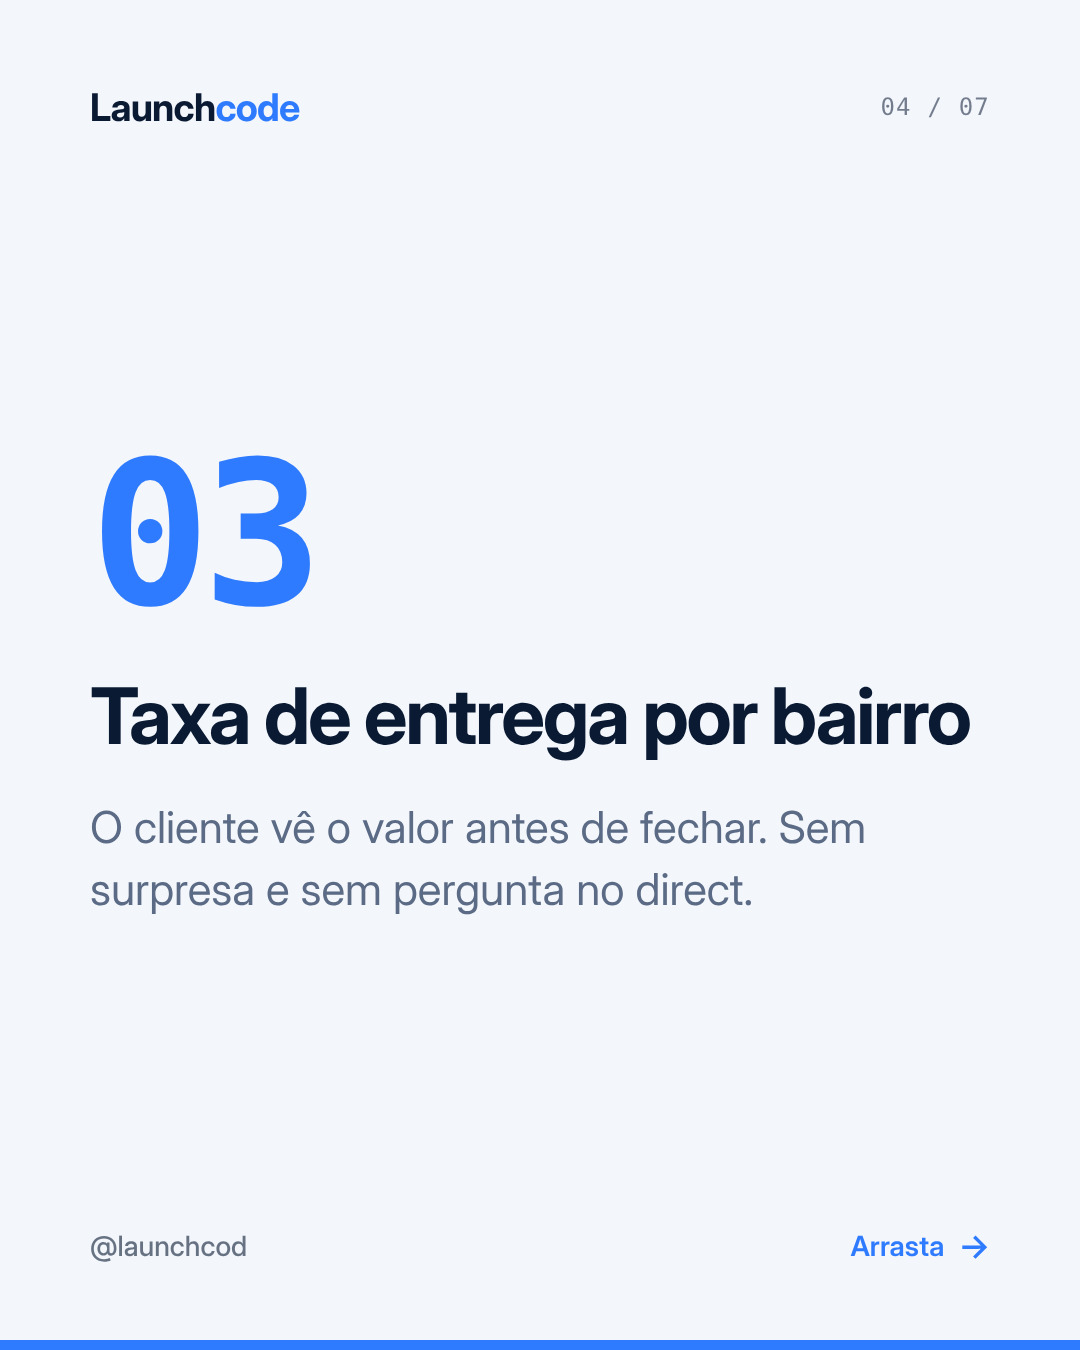 Launchcode
04 / 07
03
Taxa de entrega por bairro
O cliente vê o valor antes de fechar. Sem
surpresa e sem pergunta no direct.
@launchcod
Arrasta →